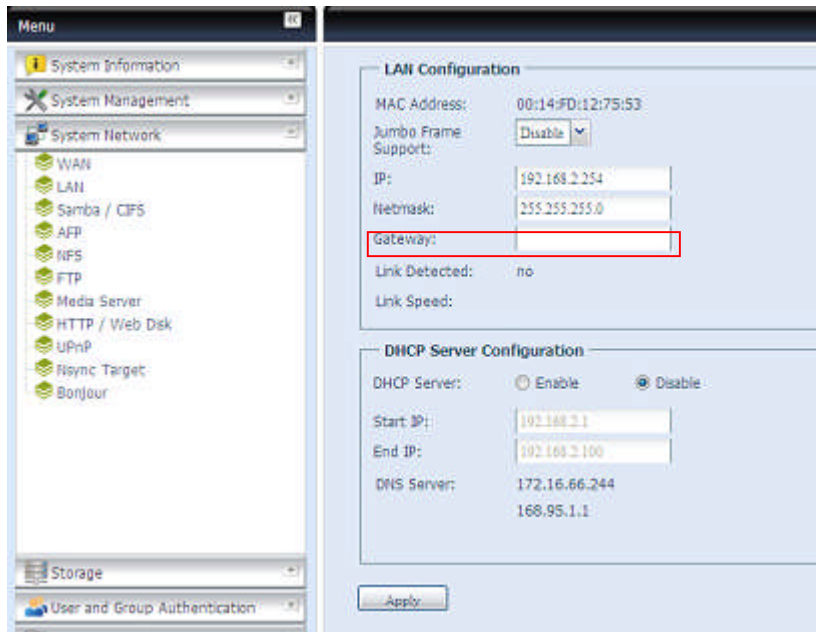 Menu
System Information
System Management
System Network
WAN
LAN
Samba / CIFS
AFP
NFS
FTP
Media Server
HTTP / Web Disk
UPnP
Nsync Target
Bonjour
Storage
User and Group Authentication
LAN Configuration
MAC Address: 00:14:FD:12:75:53
Jumbo Frame Support: Disable
IP: 192.168.2.254
Netmask: 255.255.255.0
Gateway:
Link Detected: no
Link Speed:
DHCP Server Configuration
DHCP Server: Enable Disable
Start IP: 192.168.2.1
End IP: 192.168.2.100
DNS Server: 172.16.66.244
168.95.1.1
Apply